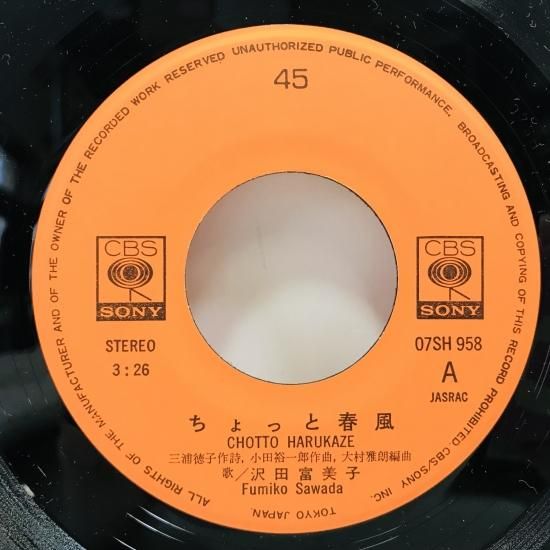 ALL RIGHTS OF THE MANUFACTURER AND OF THE OWNER OF THE RECORDED WORK RESERVED UNAUTHORIZED PUBLIC PERFORMANCE, BROADCASTING AND COPYING OF THIS RECORD PROHIBITED·CBS/SONY INC. TOKYO JAPAN.
45
CBS
SONY
CBS
SONY
STEREO
3:26
07SH 958
A
JASRAC
ちょっと春風
CHOTTO HARUKAZE
三浦徳子作詩, 小田裕一郎作曲, 大村雅朗編曲
歌/沢田富美子
Fumiko Sawada